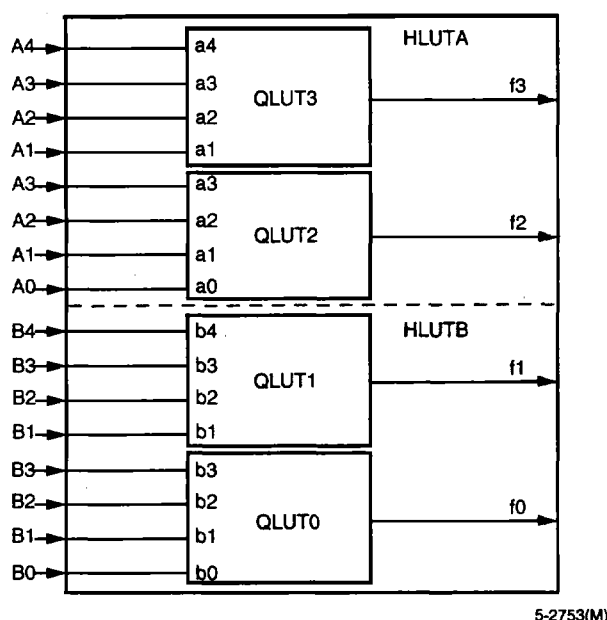 HLUTA
A4 a4
A3 a3
QLUT3 f3
A2 a2
A1 a1
A3 a3
A2 a2
QLUT2 f2
A1 a1
A0 a0
HLUTB
B4 b4
B3 b3
QLUT1 f1
B2 b2
B1 b1
B3 b3
B2 b2
QLUT0 f0
B1 b1
B0 b0
5-2753(M)